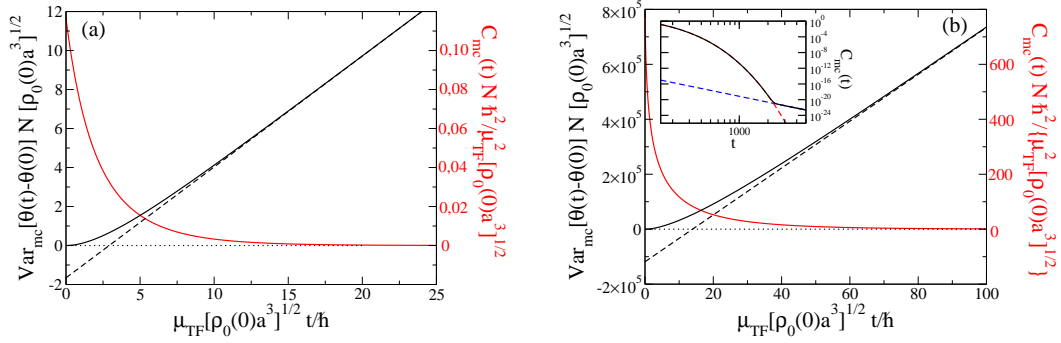 (a)
Var_mc[θ(t)-θ(0)] N [ρ_0(0)a^3]^1/2
12
10
8
6
4
2
0
-2
0 5 10 15 20 25
μ_TF[ρ_0(0)a^3]^1/2 t/ħ
0,10
0,08
0,06
0,04
0,02
0
C_mc(t) N ħ^2/μ_TF^2[ρ_0(0)a^3]^1/2
(b)
Var_mc[θ(t)-θ(0)] N [ρ_0(0)a^3]^1/2
8×10^5
6×10^5
4×10^5
2×10^5
0
-2×10^5
0 20 40 60 80 100
μ_TF[ρ_0(0)a^3]^1/2 t/ħ
600
400
200
0
C_mc(t) N ħ^2/{μ_TF^2[ρ_0(0)a^3]^1/2}
10^0
10^-4
10^-8
10^-12
10^-16
10^-20
10^-24
C_mc(t)
1000
t